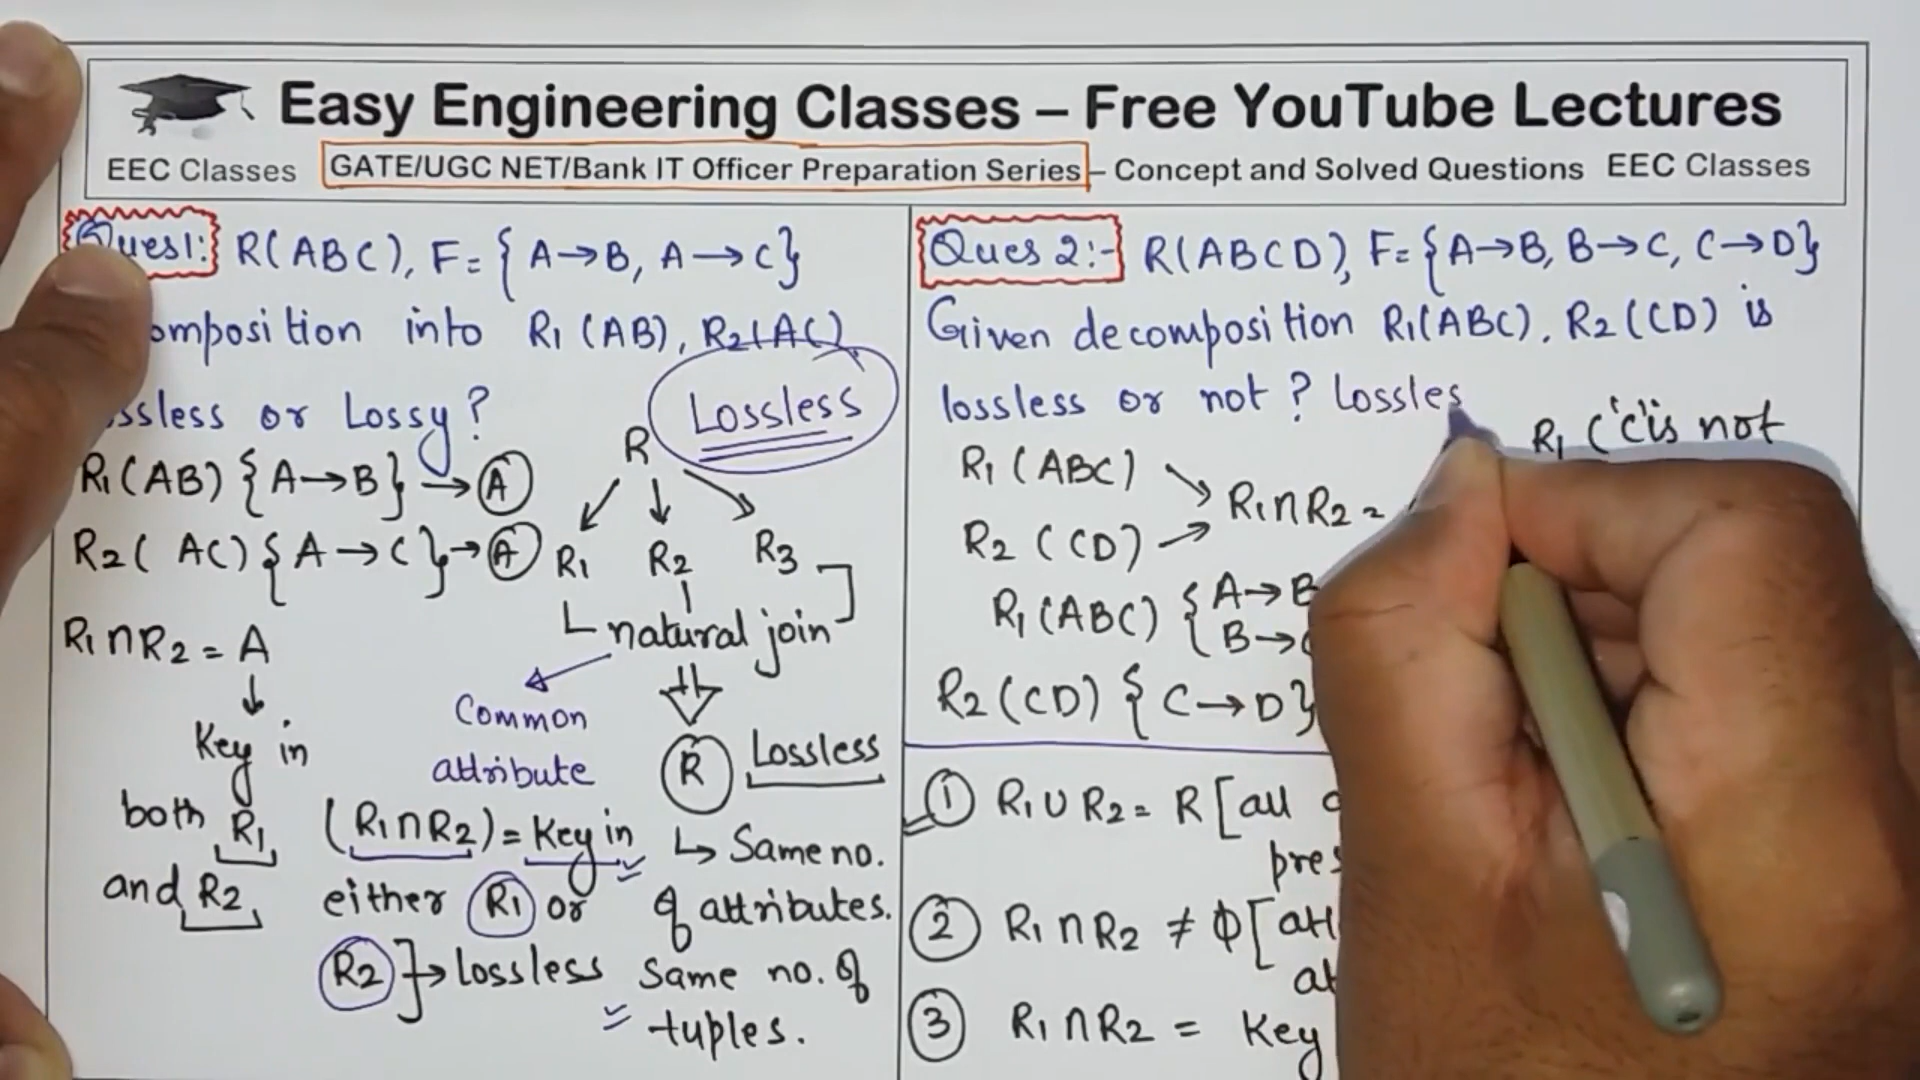 Easy Engineering Classes – Free YouTube Lectures
EEC Classes GATE/UGC NET/Bank IT Officer Preparation Series – Concept and Solved Questions EEC Classes
Ques1:- R(ABC), F= { A→B, A→C}
omposition into R1 (AB), R2(AC)
ssless or Lossy?
Lossless
R1(AB) {A→B} → A
R2( AC) { A→C } → A
R1∩R2 = A
↓
Key in
both R1
and R2
R
R1 R2 R3
natural join
Common
attribute
R Lossless
↳ Same no.
of attributes.
Same no. of
tuples.
(R1∩R2) = Key in
either R1 or
R2 } → lossless
Ques 2:- R(ABCD), F= {A→B, B→C, C→D}
Given decomposition R1(ABC), R2(CD) is
lossless or not? Lossles
R1 ('C' is not
R1 (ABC)
R2 (CD)
R1∩R2 =
R1(ABC) { A→B
B→C
R2 (CD) { C→D}
① R1∪R2 = R [all
pres
② R1∩R2 ≠ ϕ [att
at
③ R1∩R2 = Key